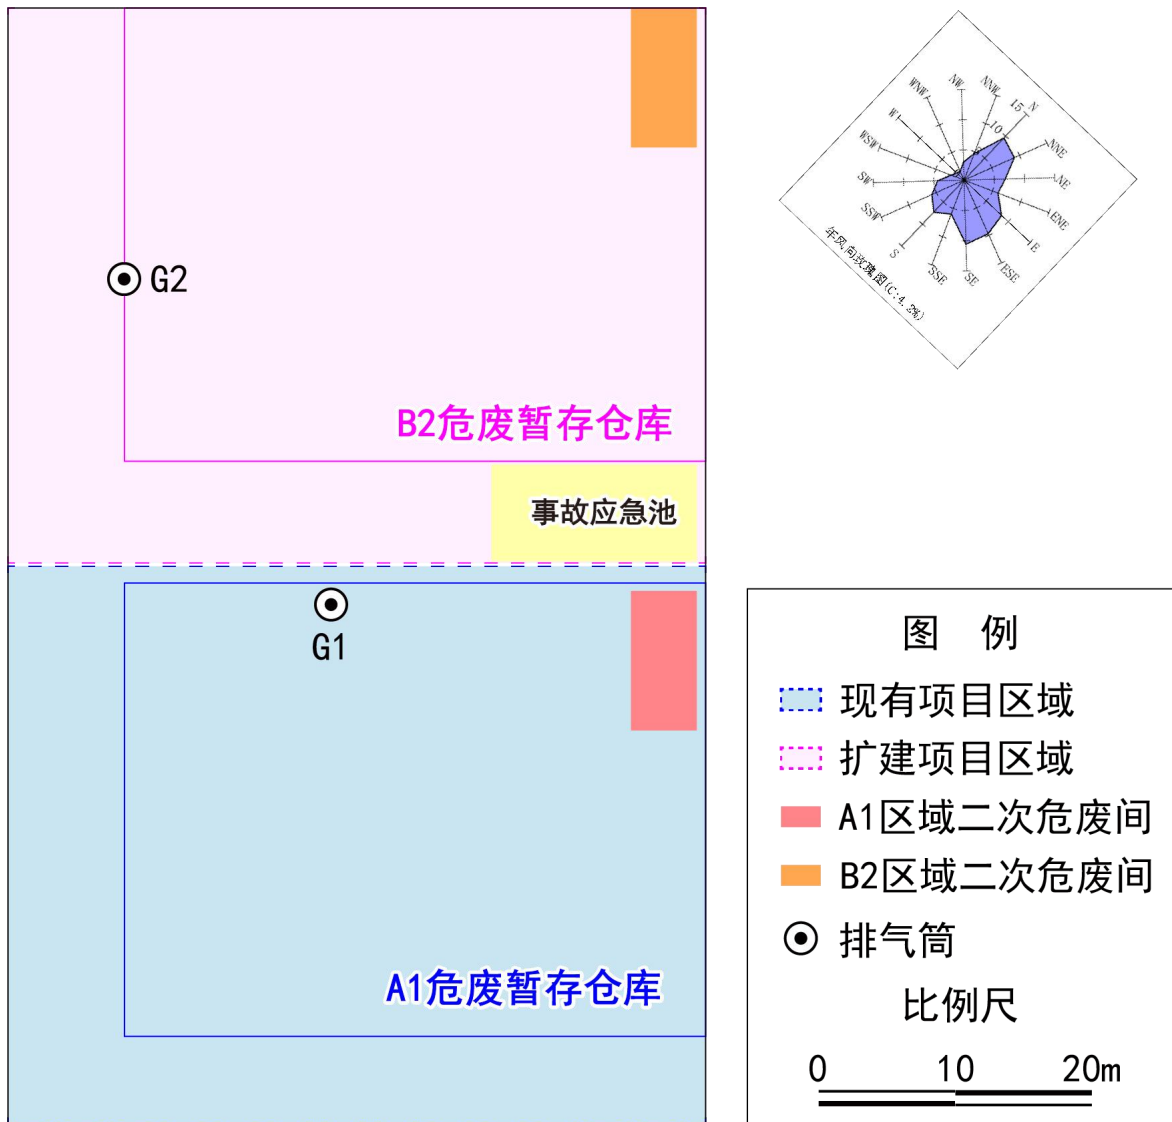 G2
B2危废暂存仓库
事故应急池
G1
A1危废暂存仓库
NW
NNW
N
15
10
WNW
W
WSW
SW
SSW
S
SSE
SE
ESE
E
ENE
NE
NNE
年风向玫瑰图(C:4.2%)
图 例
现有项目区域
扩建项目区域
A1区域二次危废间
B2区域二次危废间
排气筒
比例尺
0 10 20m